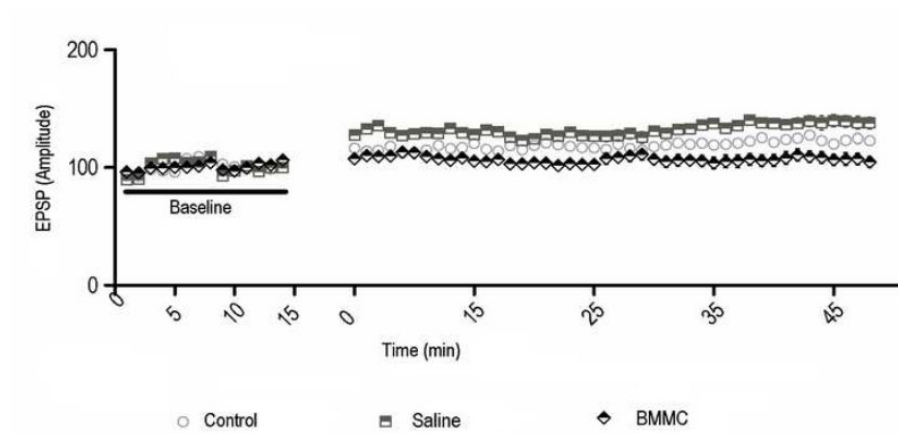 200
100
0
EPSP (Amplitude)
Baseline
0 5 10 15 0 15 25 35 45
Time (min)
Control Saline BMMC